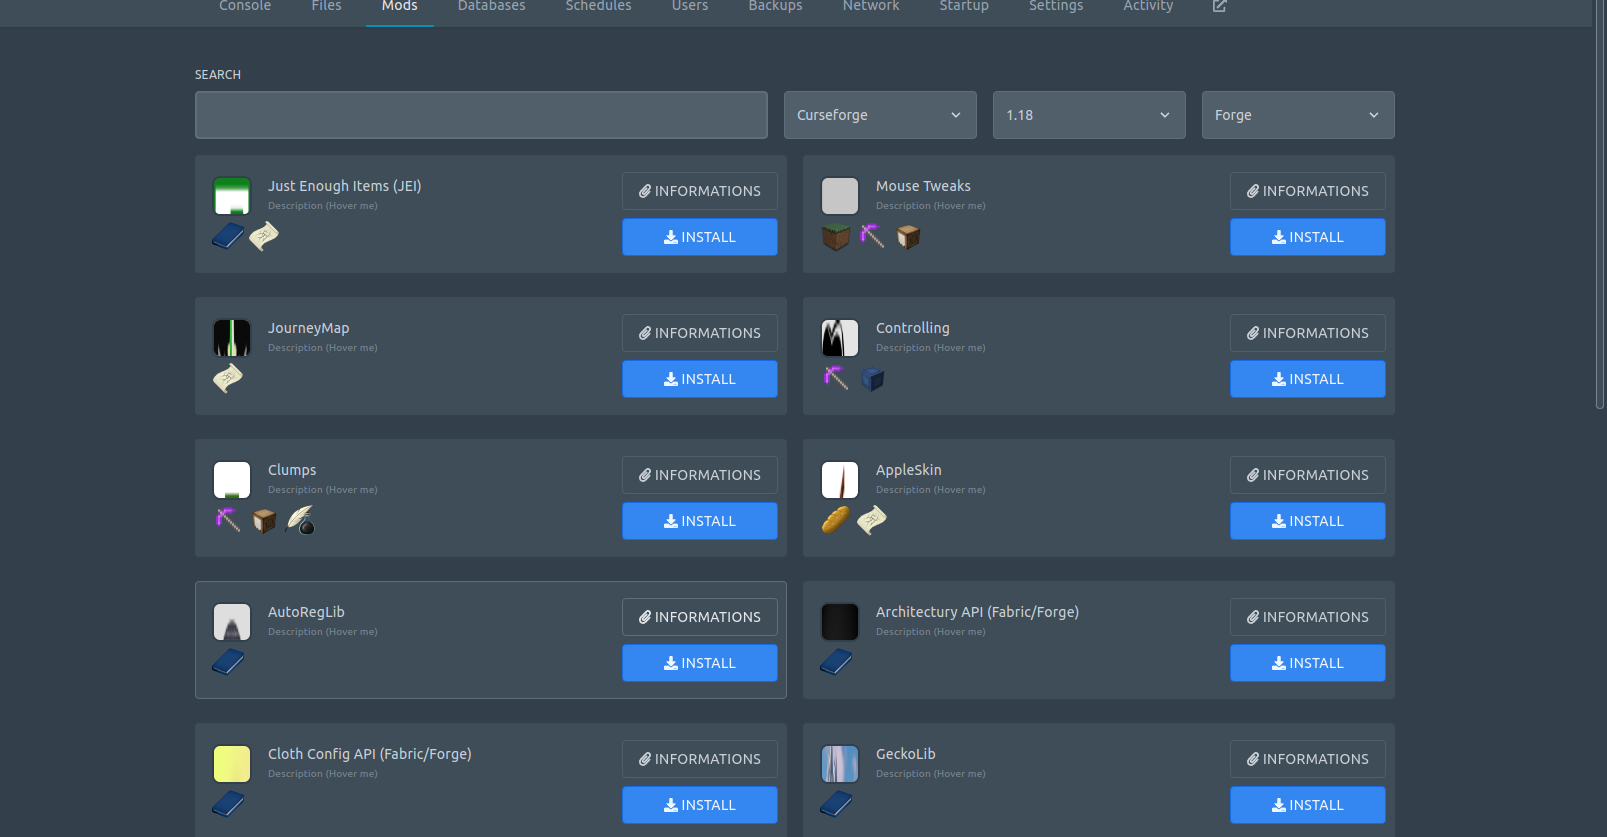 Console Files Mods Databases Schedules Users Backups Network Startup Settings Activity
SEARCH
Curseforge 1.18 Forge
Just Enough Items (JEI)
Description (Hover me)
INFORMATIONS
INSTALL
Mouse Tweaks
Description (Hover me)
INFORMATIONS
INSTALL
JourneyMap
Description (Hover me)
INFORMATIONS
INSTALL
Controlling
Description (Hover me)
INFORMATIONS
INSTALL
Clumps
Description (Hover me)
INFORMATIONS
INSTALL
AppleSkin
Description (Hover me)
INFORMATIONS
INSTALL
AutoRegLib
Description (Hover me)
INFORMATIONS
INSTALL
Architectury API (Fabric/Forge)
Description (Hover me)
INFORMATIONS
INSTALL
Cloth Config API (Fabric/Forge)
Description (Hover me)
INFORMATIONS
INSTALL
GeckoLib
Description (Hover me)
INFORMATIONS
INSTALL